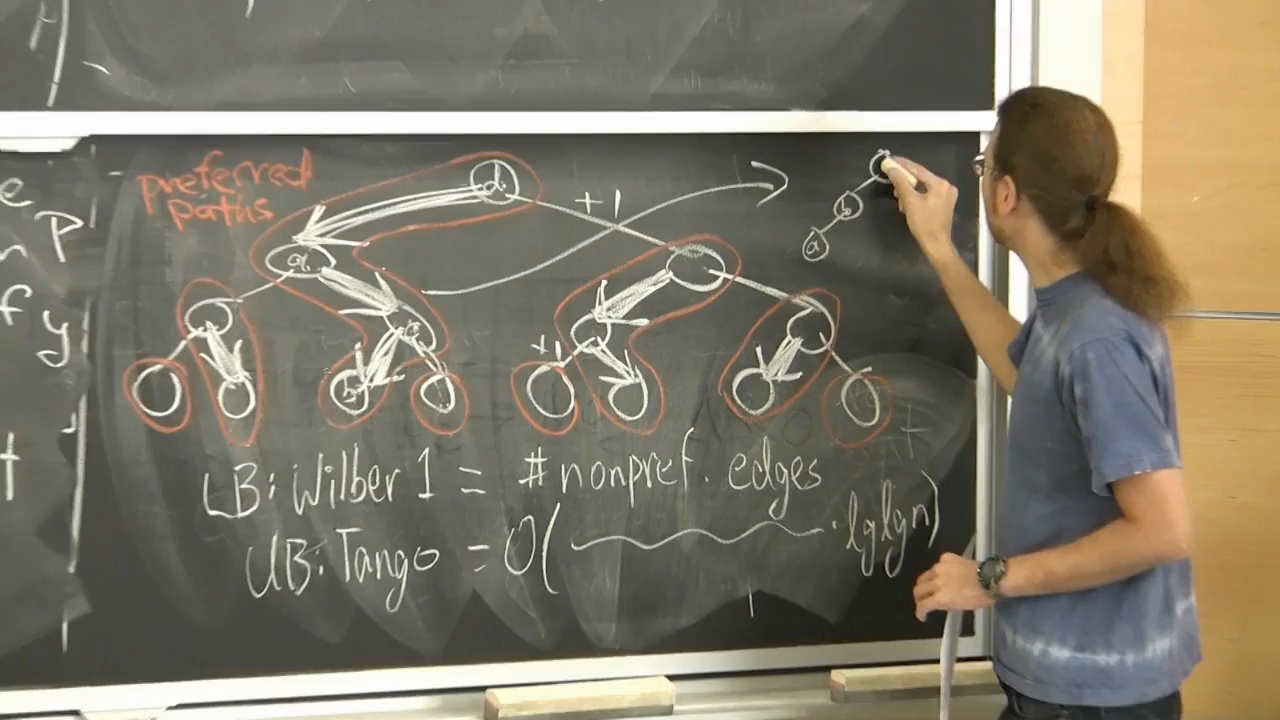 e
n
p
f
y
t
preferred
paths
d
+1
a
c
b
+1
b
a
LB: Wilber 1 = # nonpref. edges
UB: Tango = O( ~~~ · lglgn)